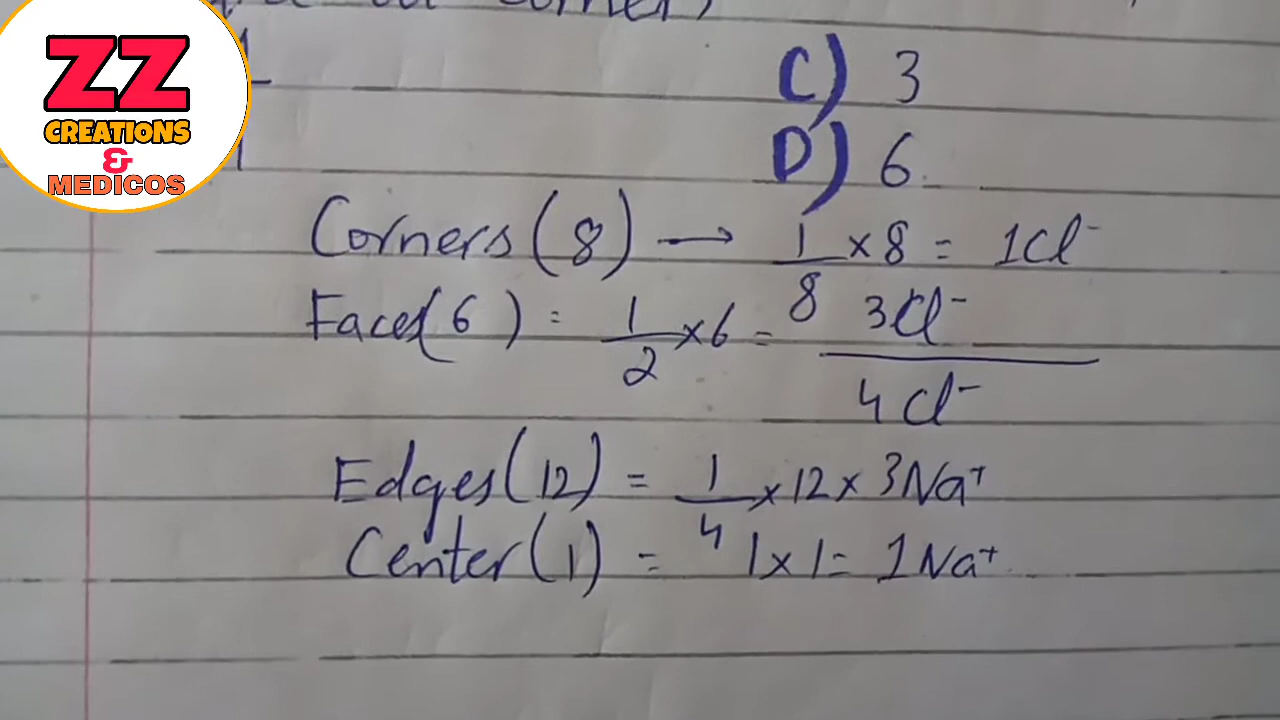 ZZ
CREATIONS
&
MEDICOS
corner
C) 3
D) 6
Corners (8) → 1/8 × 8 = 1Cl⁻
Faces (6) = 1/2 × 6 = 3Cl⁻
4Cl⁻
Edges (12) = 1/4 × 12 × 3Na⁺
Center (1) = 1 × 1 = 1Na⁺